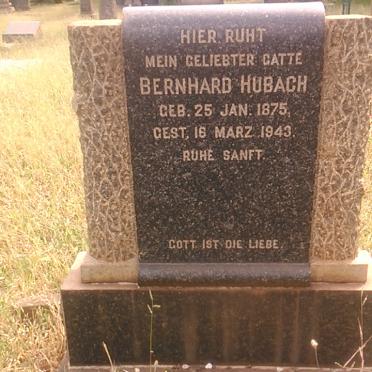 HIER RUHT
MEIN GELIEBTER GATTE
BERNHARD HUBACH
GEB. 25 JAN. 1875.
GEST. 16 MARZ 1943.
RUHE SANFT.
GOTT IST DIE LIEBE.